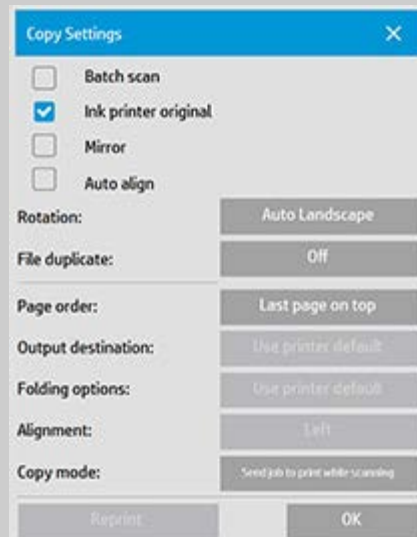 Copy Settings
Batch scan
Ink printer original
Mirror
Auto align
Rotation: Auto Landscape
File duplicate: Off
Page order: Last page on top
Output destination: Use printer default
Folding options: Use printer default
Alignment: Left
Copy mode: Send job to print while scanning
Reprint OK